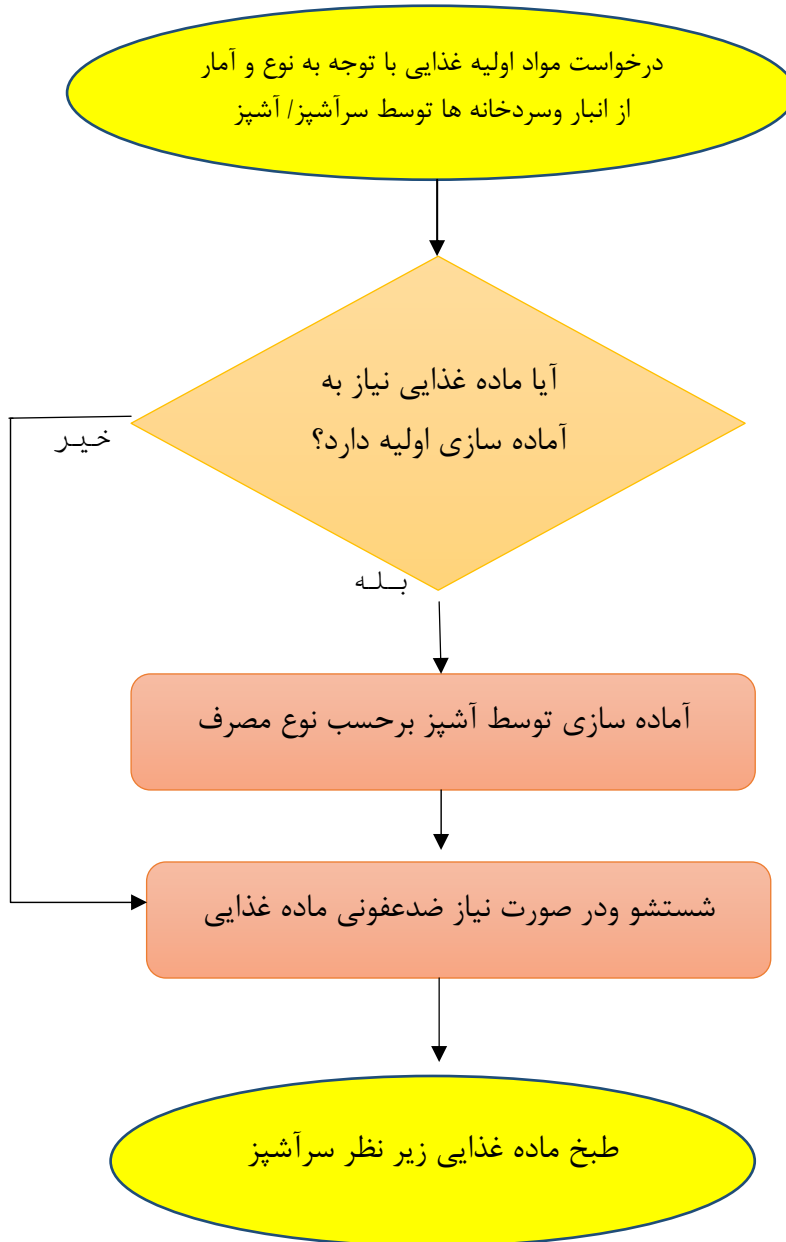 درخواست مواد اولیه غذایی با توجه به نوع و آمار
از انبار وسردخانه ها توسط سرآشپز/ آشپز
آیا ماده غذایی نیاز به
آماده سازی اولیه دارد؟
خیر
بله
آماده سازی توسط آشپز برحسب نوع مصرف
شستشو ودر صورت نیاز ضدعفونی ماده غذایی
طبخ ماده غذایی زیر نظر سرآشپز